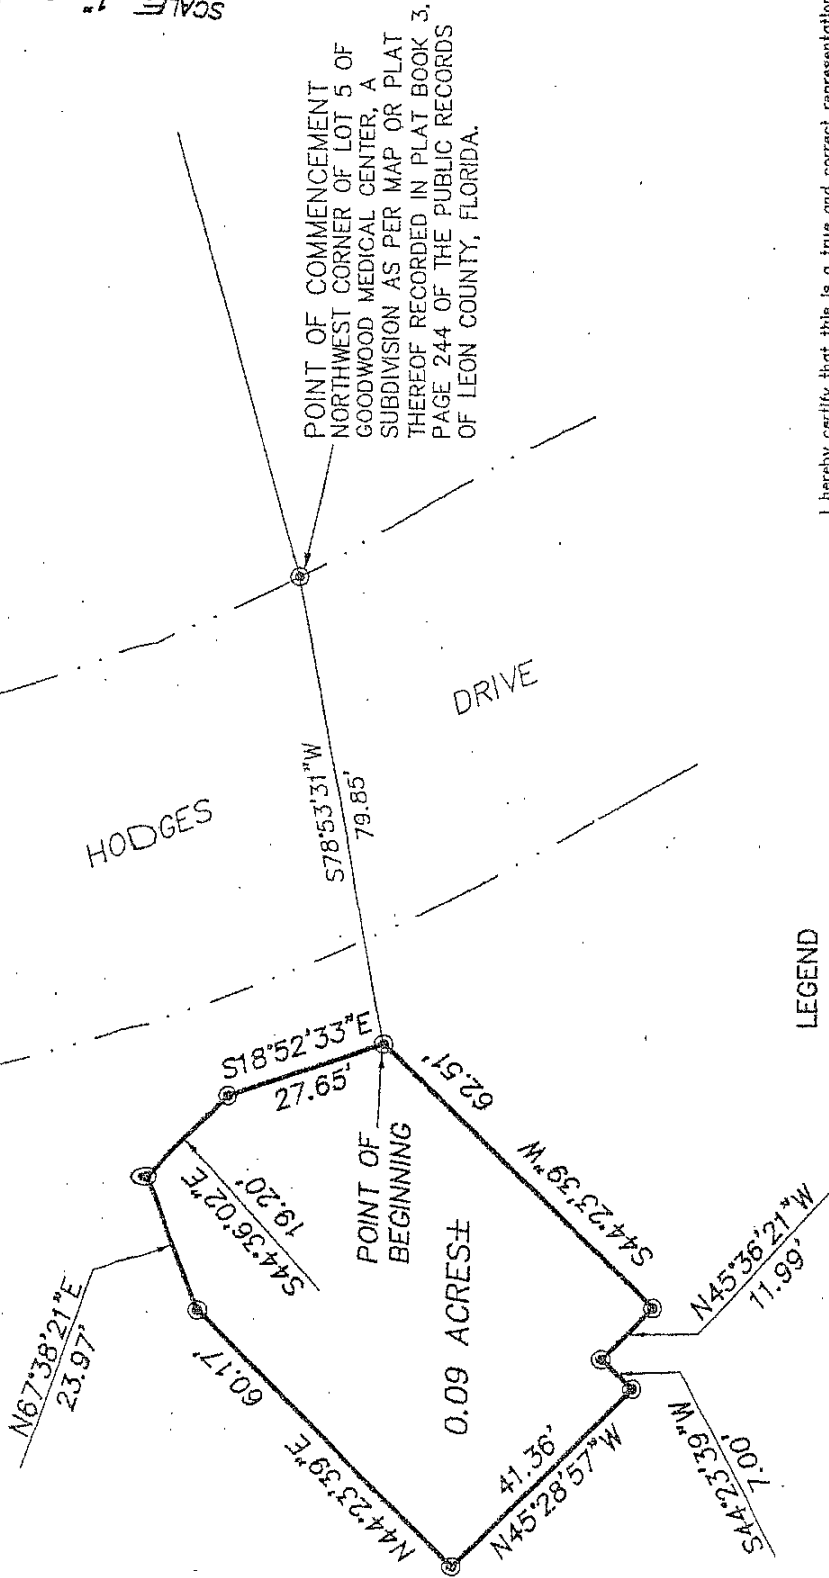 SCALE 1"
POINT OF COMMENCEMENT
NORTHWEST CORNER OF LOT 5 OF
GOODWOOD MEDICAL CENTER, A
SUBDIVISION AS PER MAP OR PLAT
THEREOF RECORDED IN PLAT BOOK 3,
PAGE 244 OF THE PUBLIC RECORDS
OF LEON COUNTY, FLORIDA.
HODGES
DRIVE
S78°53'31"W
79.85'
S18°52'33"E
27.65'
POINT OF
BEGINNING
S44°36'02"E
19.20'
N67°38'21"E
23.97'
60.17'
N44°23'39"E
0.09 ACRES±
62.51'
S44°23'39"W
N45°36'21"W
11.99'
S44°23'39"W
7.00'
41.36'
N45°28'57"W
LEGEND
I hereby certify that this is a true and correct representation